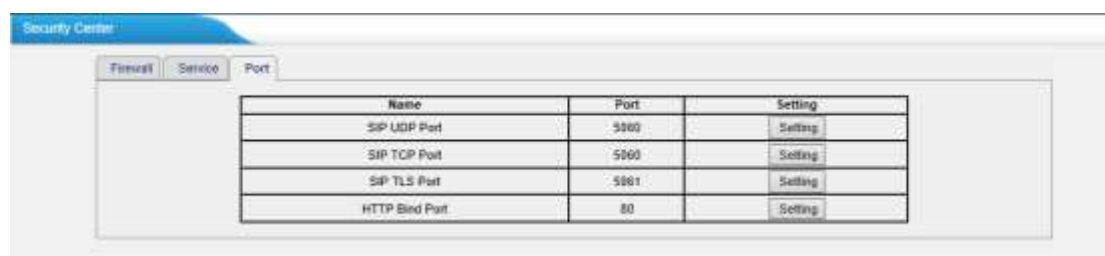 Security Center
Firewall Service Port
Name Port Setting
SIP UDP Port 5060 Setting
SIP TCP Port 5060 Setting
SIP TLS Port 5061 Setting
HTTP Bind Port 80 Setting